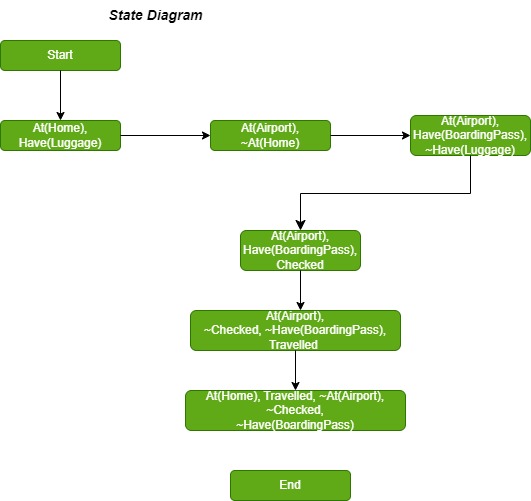 State Diagram
Start
At(Home),
Have(Luggage)
At(Airport),
~At(Home)
At(Airport),
Have(BoardingPass),
~Have(Luggage)
At(Airport),
Have(BoardingPass),
Checked
At(Airport),
~Checked, ~Have(BoardingPass),
Travelled
At(Home), Travelled, ~At(Airport),
~Checked,
~Have(BoardingPass)
End